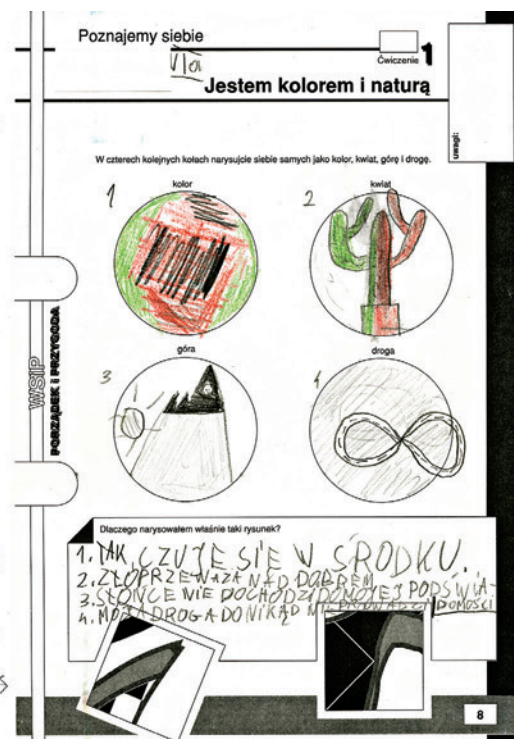 Poznajemy siebie
VIa
Ćwiczenie 1
Jestem kolorem i naturą
uwagi:
W czterech kolejnych kołach narysujcie siebie samych jako kolor, kwiat, górę i drogę.
1 kolor
2 kwiat
3 góra
4 droga
WSiP
PORZĄDEK i PRZYGODA
Dlaczego narysowałem właśnie taki rysunek?
1. TAK CZUJE SIE W ŚRODKU.
2. ZŁO PRZEWAŻA NAD DOBREM
3. SŁOŃCE NIE DOCHODZI DO MOJEJ PODŚWIA-
DOMOŚCI
4. MOJA DROGA DO NIKĄD NIE PROWADZI
8